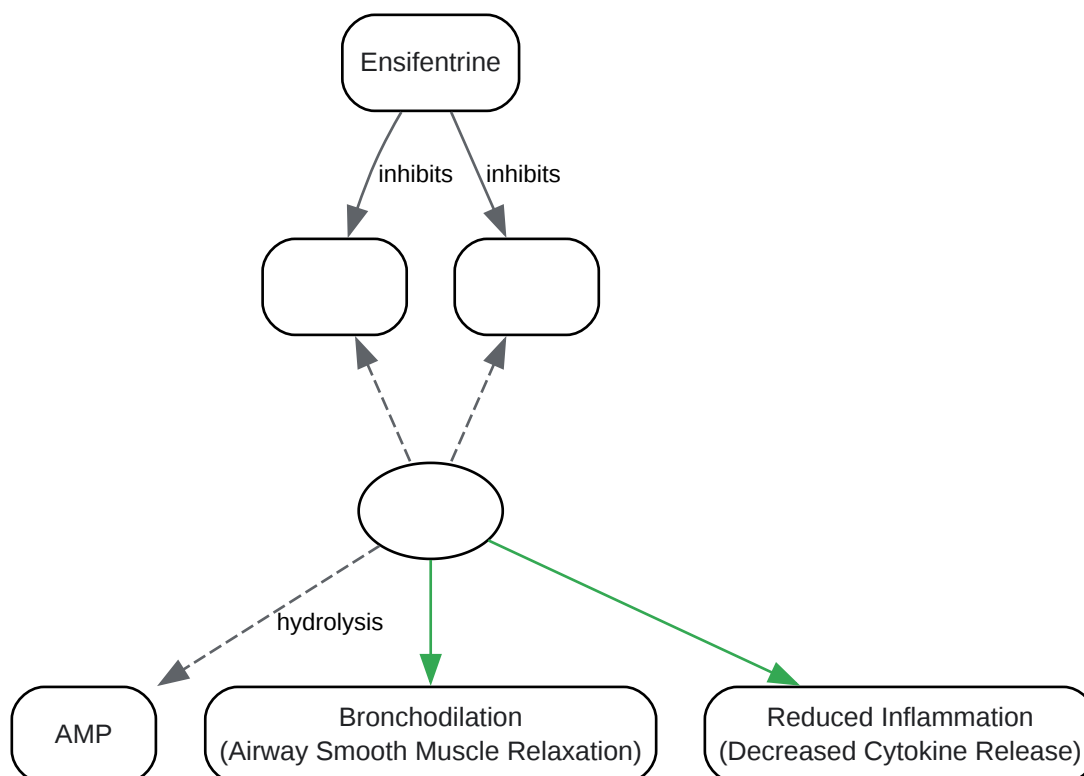 Ensifentrine
inhibits inhibits
hydrolysis
AMP
Bronchodilation
(Airway Smooth Muscle Relaxation)
Reduced Inflammation
(Decreased Cytokine Release)